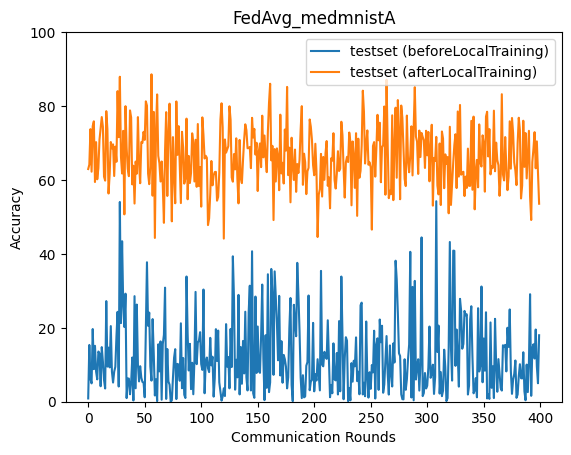 FedAvg_medmnistA
testset (beforeLocalTraining)
testset (afterLocalTraining)
100
80
60
40
20
0
Accuracy
0 50 100 150 200 250 300 350 400
Communication Rounds